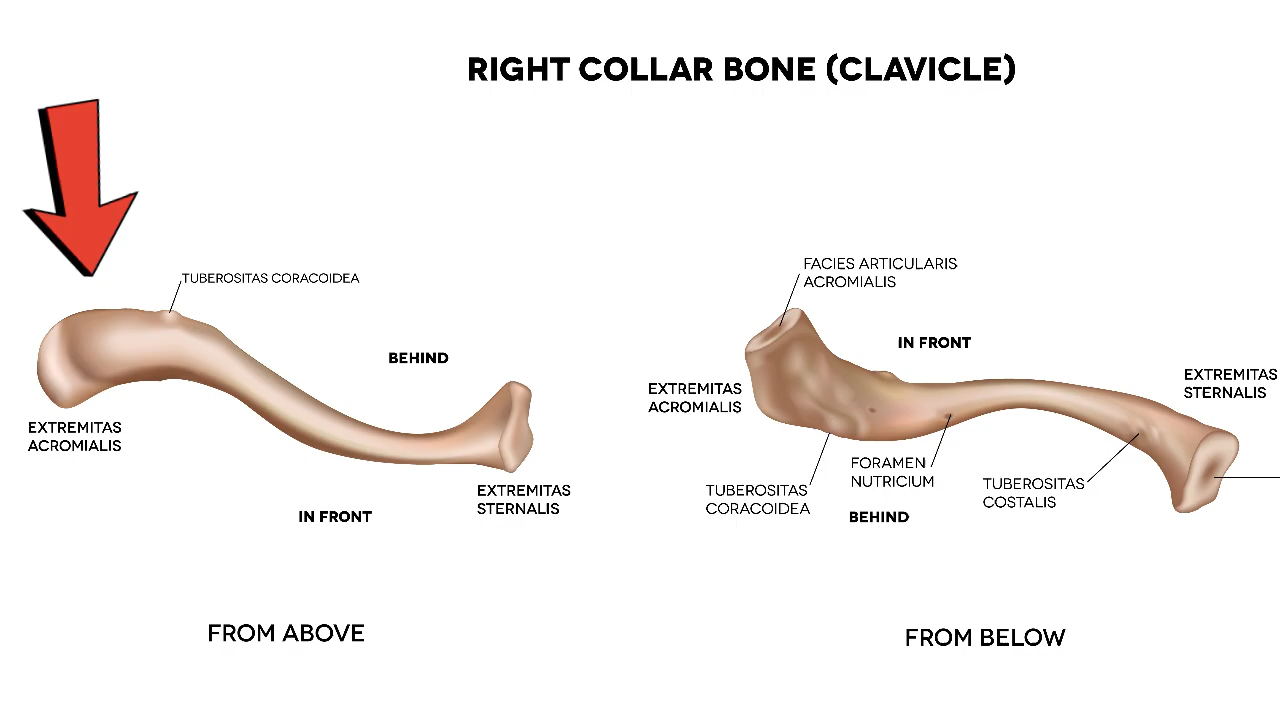 RIGHT COLLAR BONE (CLAVICLE)
TUBEROSITAS CORACOIDEA
BEHIND
EXTREMITAS
ACROMIALIS
EXTREMITAS
STERNALIS
IN FRONT
FROM ABOVE
FACIES ARTICULARIS
ACROMIALIS
IN FRONT
EXTREMITAS
STERNALIS
EXTREMITAS
ACROMIALIS
FORAMEN
NUTRICIUM
TUBEROSITAS
COSTALIS
TUBEROSITAS
CORACOIDEA
BEHIND
FROM BELOW